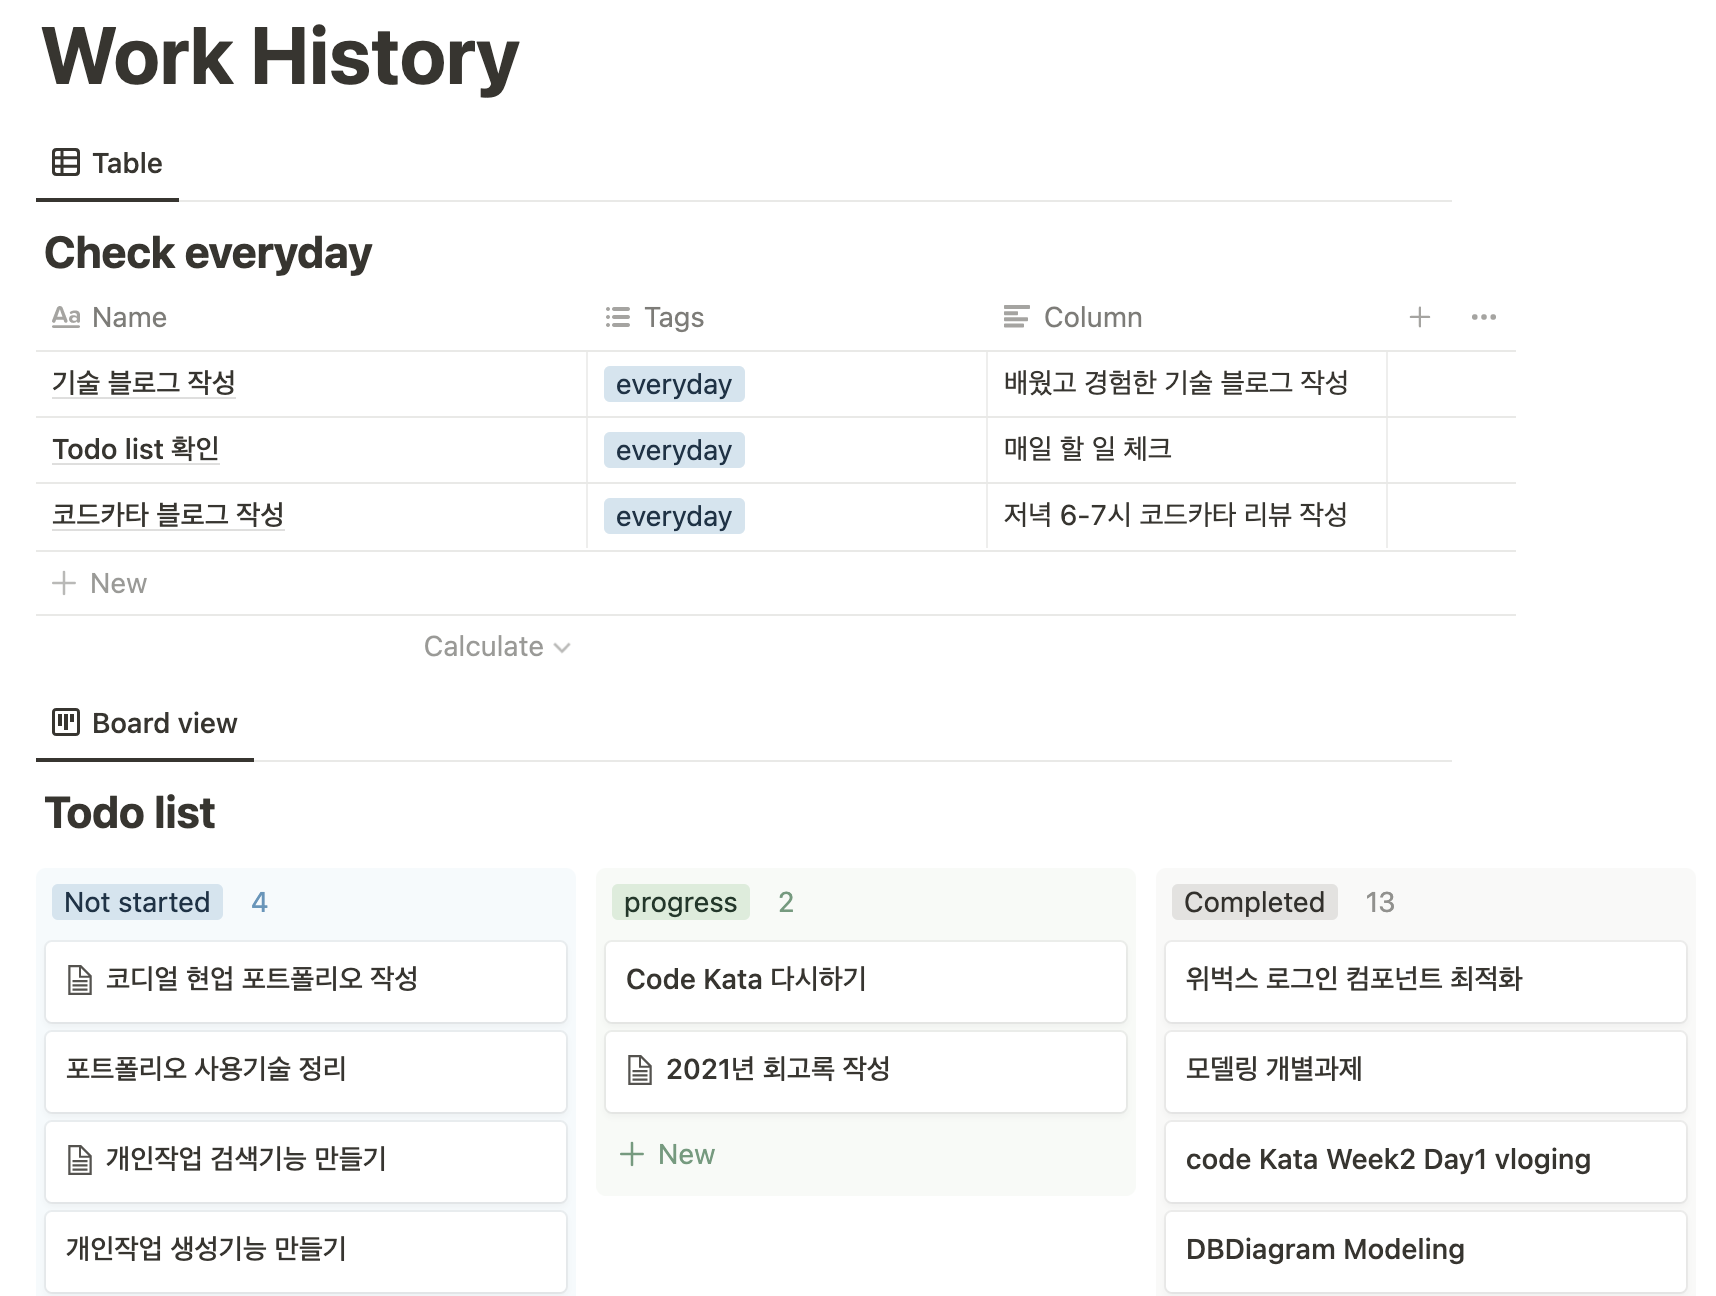 Work History
Table
Check everyday
Aa Name Tags Column
기술 블로그 작성 everyday 배웠고 경험한 기술 블로그 작성
Todo list 확인 everyday 매일 할 일 체크
코드카타 블로그 작성 everyday 저녁 6-7시 코드카타 리뷰 작성
+ New
Calculate
Board view
Todo list
Not started 4
코디얼 현업 포트폴리오 작성
포트폴리오 사용기술 정리
개인작업 검색기능 만들기
개인작업 생성기능 만들기
progress 2
Code Kata 다시하기
2021년 회고록 작성
+ New
Completed 13
위벅스 로그인 컴포넌트 최적화
모델링 개별과제
code Kata Week2 Day1 vloging
DBDiagram Modeling